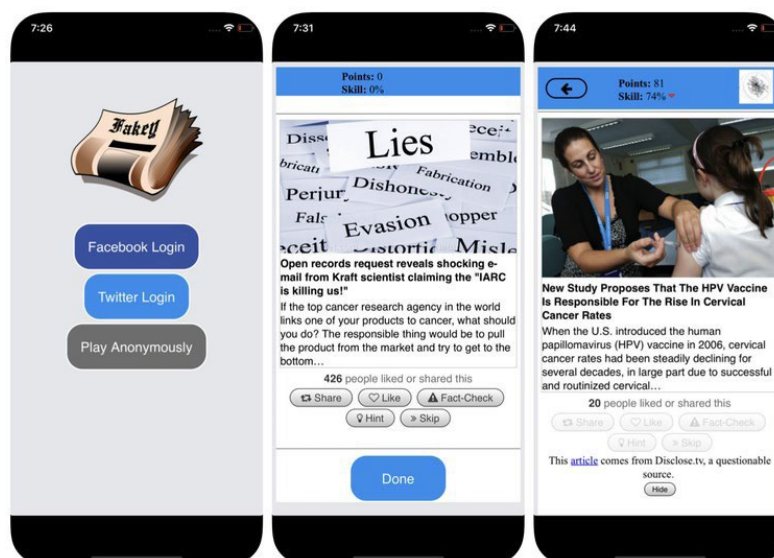 7:26
Fakey
Facebook Login
Twitter Login
Play Anonymously
7:31
Points: 0
Skill: 0%
Lies
Perjur
Dishones
Fabrication
Fals
Evasion
opper
ceit
Distortic
Misle
Open records request reveals shocking e-
mail from Kraft scientist claiming the "IARC
is killing us!"
If the top cancer research agency in the world
links one of your products to cancer, what should
you do? The responsible thing would be to pull
the product from the market and try to get to the
bottom…
426 people liked or shared this
Share
Like
Fact-Check
Hint
» Skip
Done
7:44
Points: 81
Skill: 74%
New Study Proposes That The HPV Vaccine
Is Responsible For The Rise In Cervical
Cancer Rates
When the U.S. introduced the human
papillomavirus (HPV) vaccine in 2006, cervical
cancer rates had been steadily declining for
several decades, in large part due to successful
and routinized cervical…
20 people liked or shared this
Share
Like
Fact-Check
Hint
» Skip
This article comes from Disclose.tv, a questionable
source.
Hide